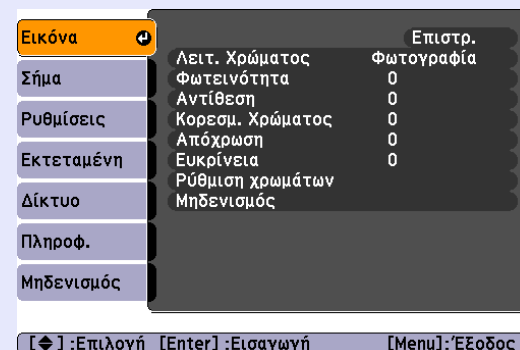 Εικόνα
Σήμα
Ρυθμίσεις
Εκτεταμένη
Δίκτυο
Πληροφ.
Μηδενισμός
Επιστρ.
Λειτ. Χρώματος Φωτογραφία
Φωτεινότητα 0
Αντίθεση 0
Κορεσμ. Χρώματος 0
Απόχρωση 0
Ευκρίνεια 0
Ρύθμιση χρωμάτων
Μηδενισμός
[♦] :Επιλογή [Enter] :Εισαγωγή [Menu]:Έξοδος